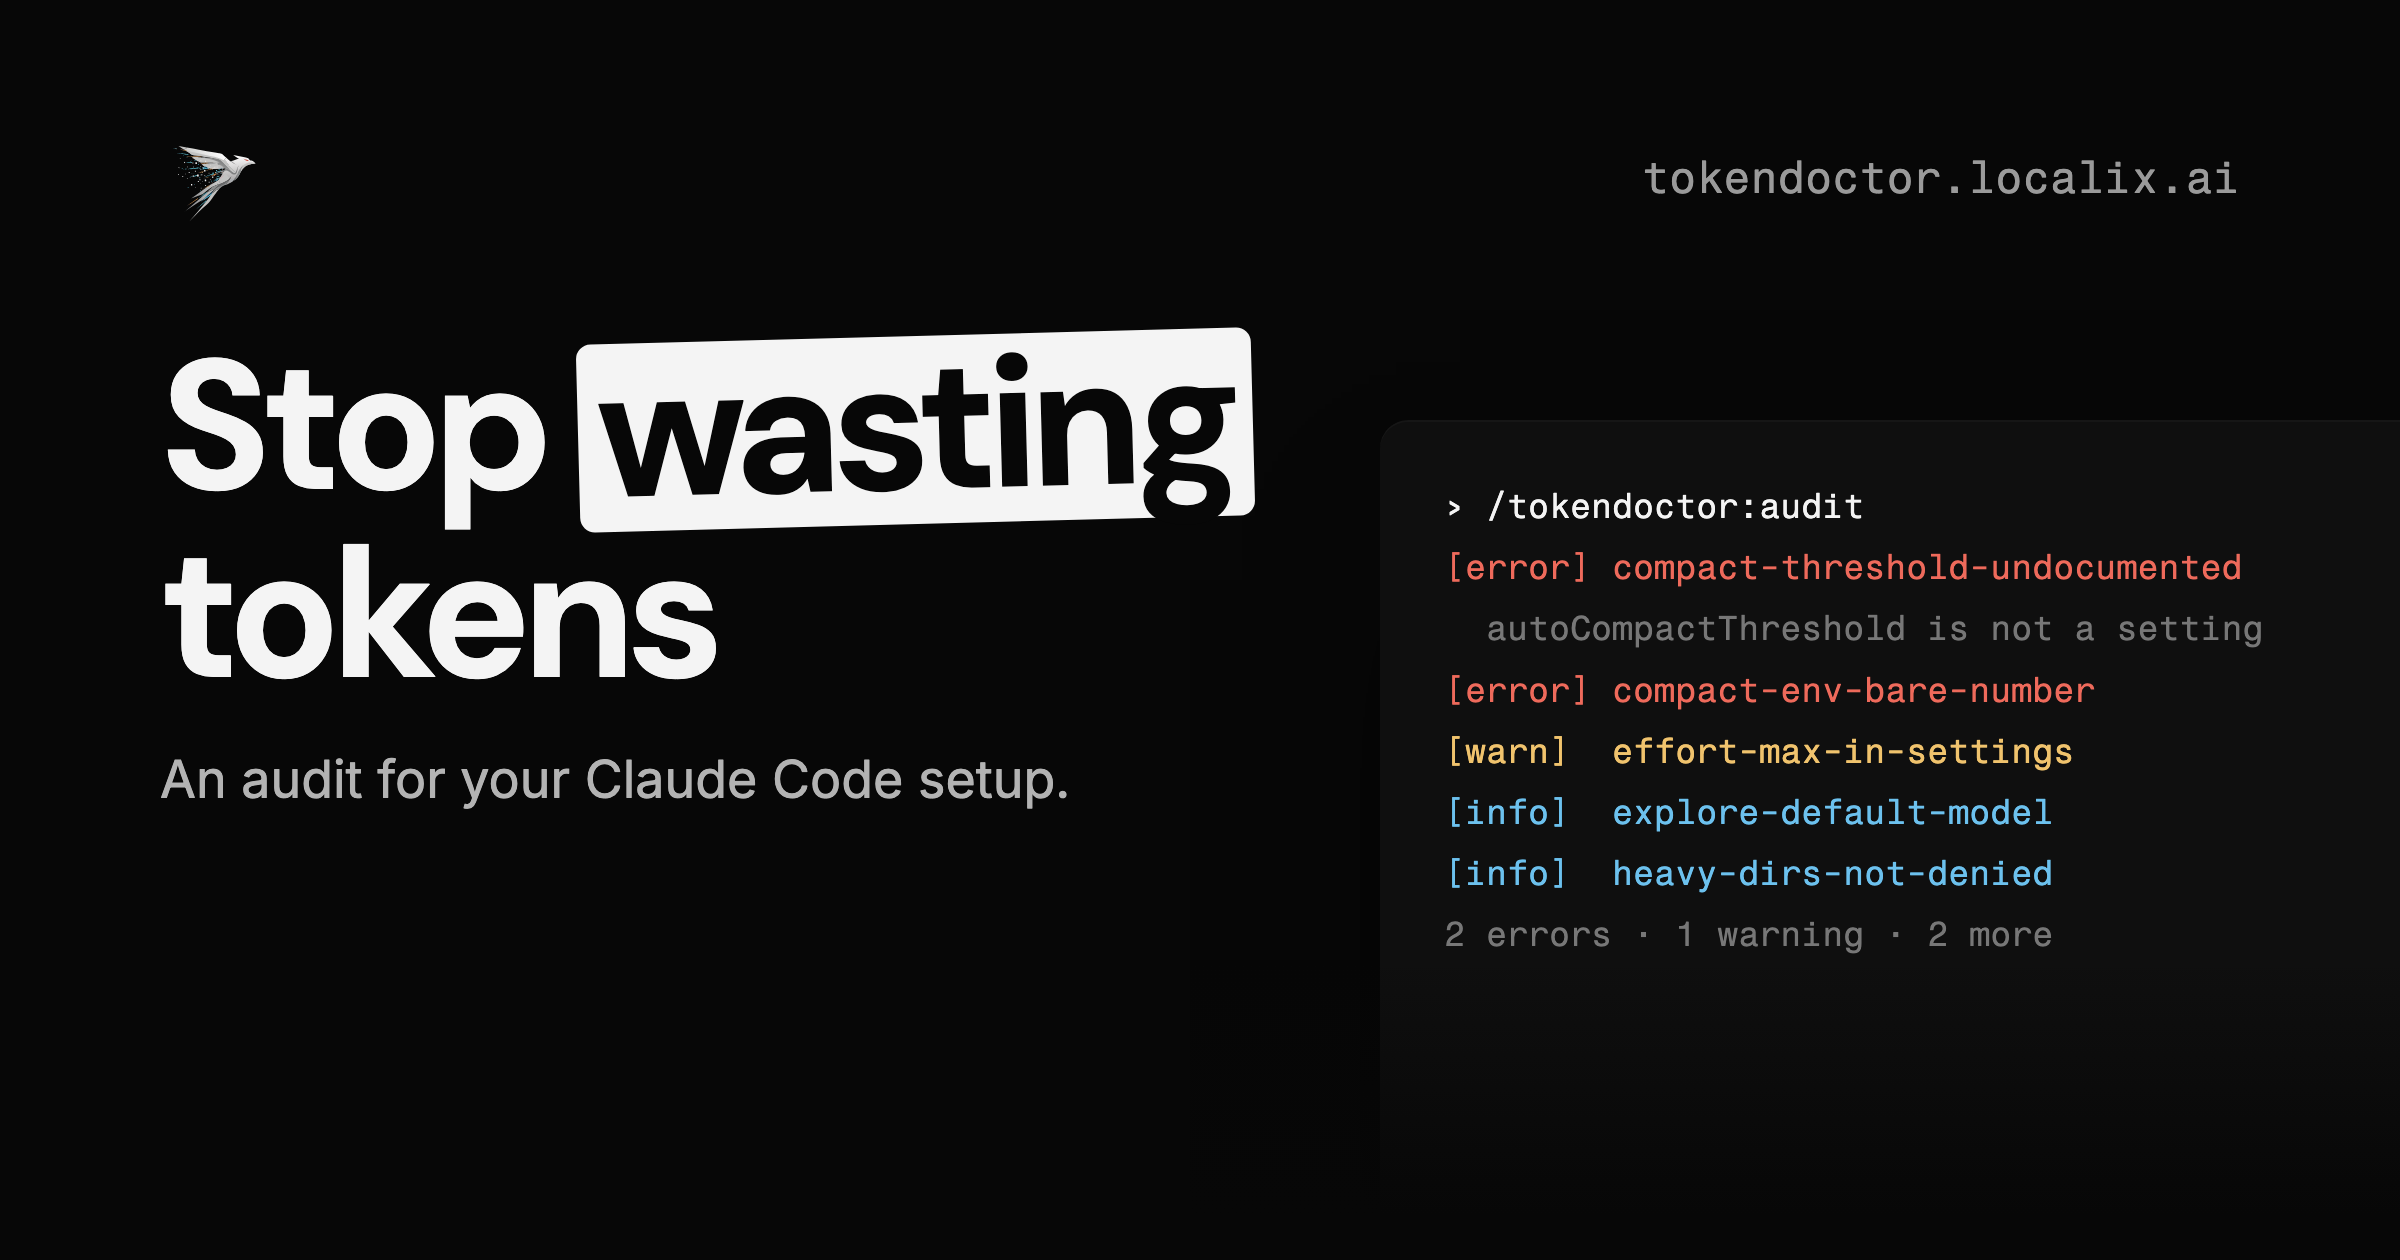 tokendoctor.localix.ai
Stop wasting
tokens
An audit for your Claude Code setup.
› /tokendoctor:audit
[error] compact-threshold-undocumented
autoCompactThreshold is not a setting
[error] compact-env-bare-number
[warn] effort-max-in-settings
[info] explore-default-model
[info] heavy-dirs-not-denied
2 errors · 1 warning · 2 more